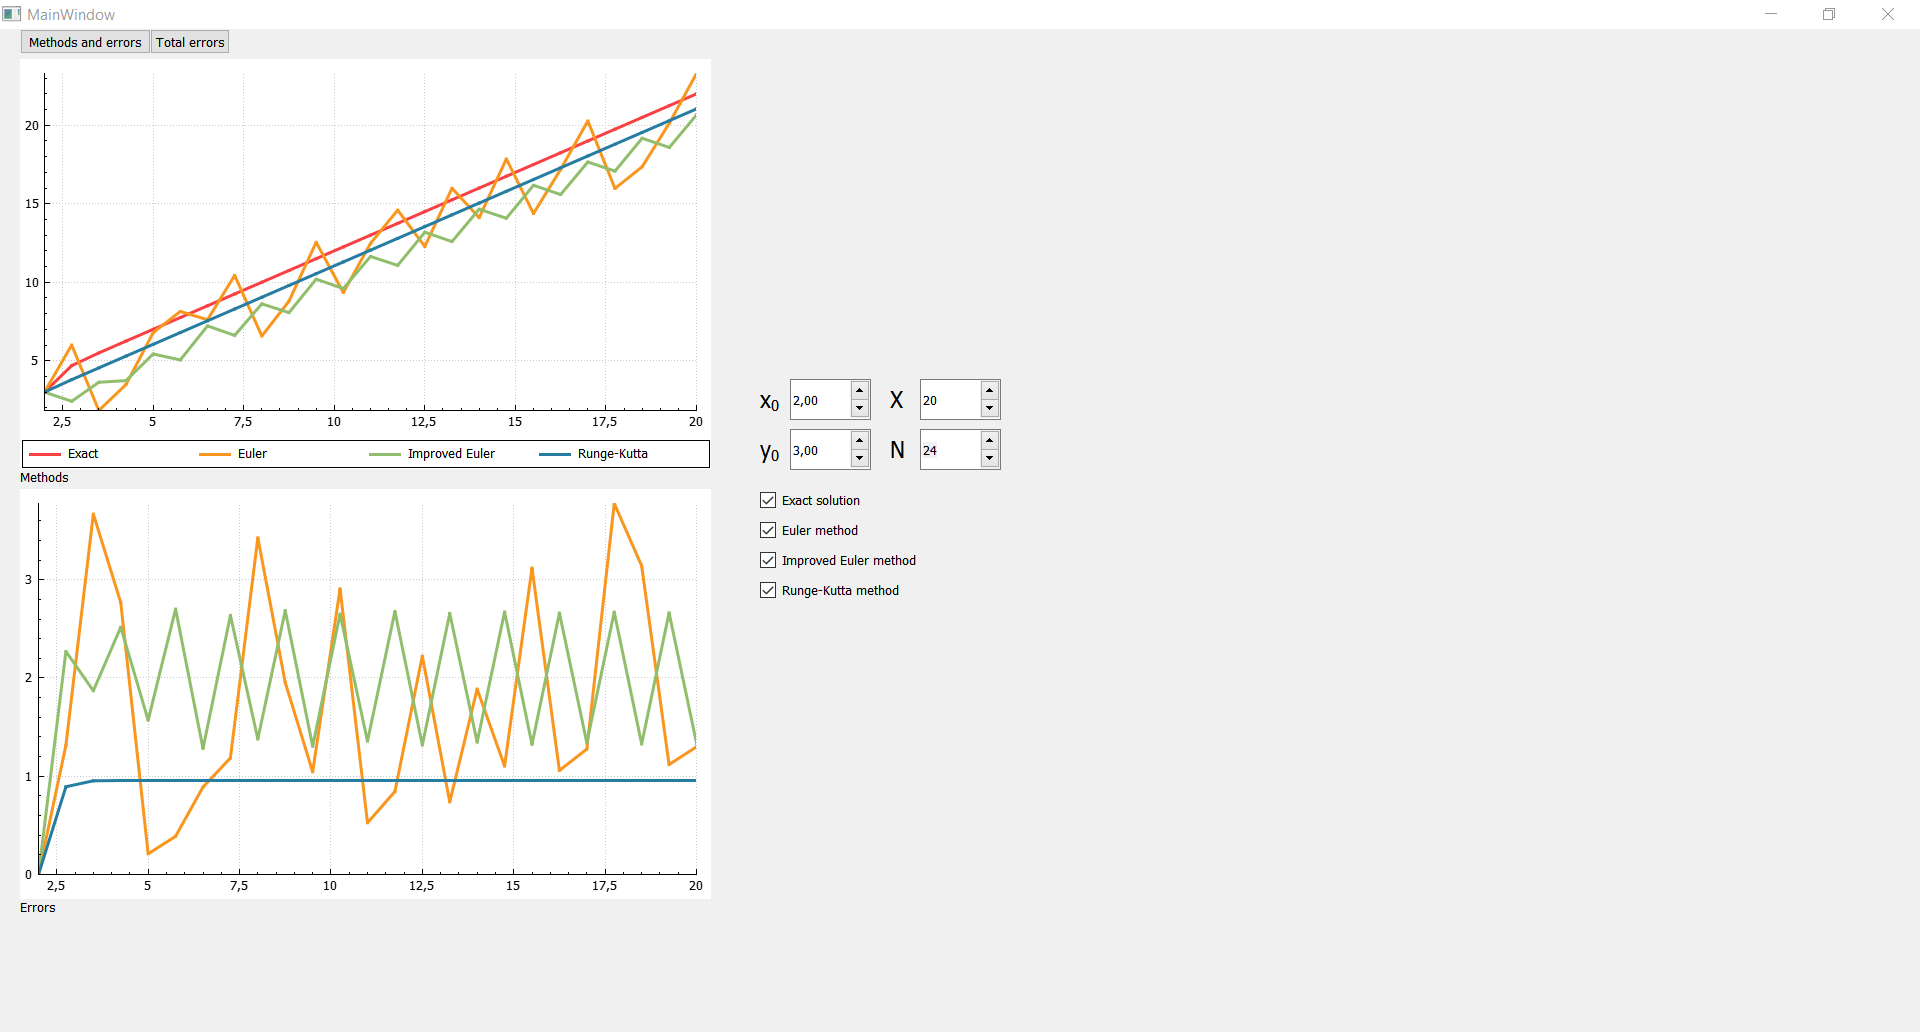 MainWindow
Methods and errors Total errors
20
15
10
5
2,5 5 7,5 10 12,5 15 17,5 20
Exact Euler Improved Euler Runge-Kutta
Methods
3
2
1
0
2,5 5 7,5 10 12,5 15 17,5 20
Errors
x₀ 2,00 X 20
y₀ 3,00 N 24
Exact solution
Euler method
Improved Euler method
Runge-Kutta method